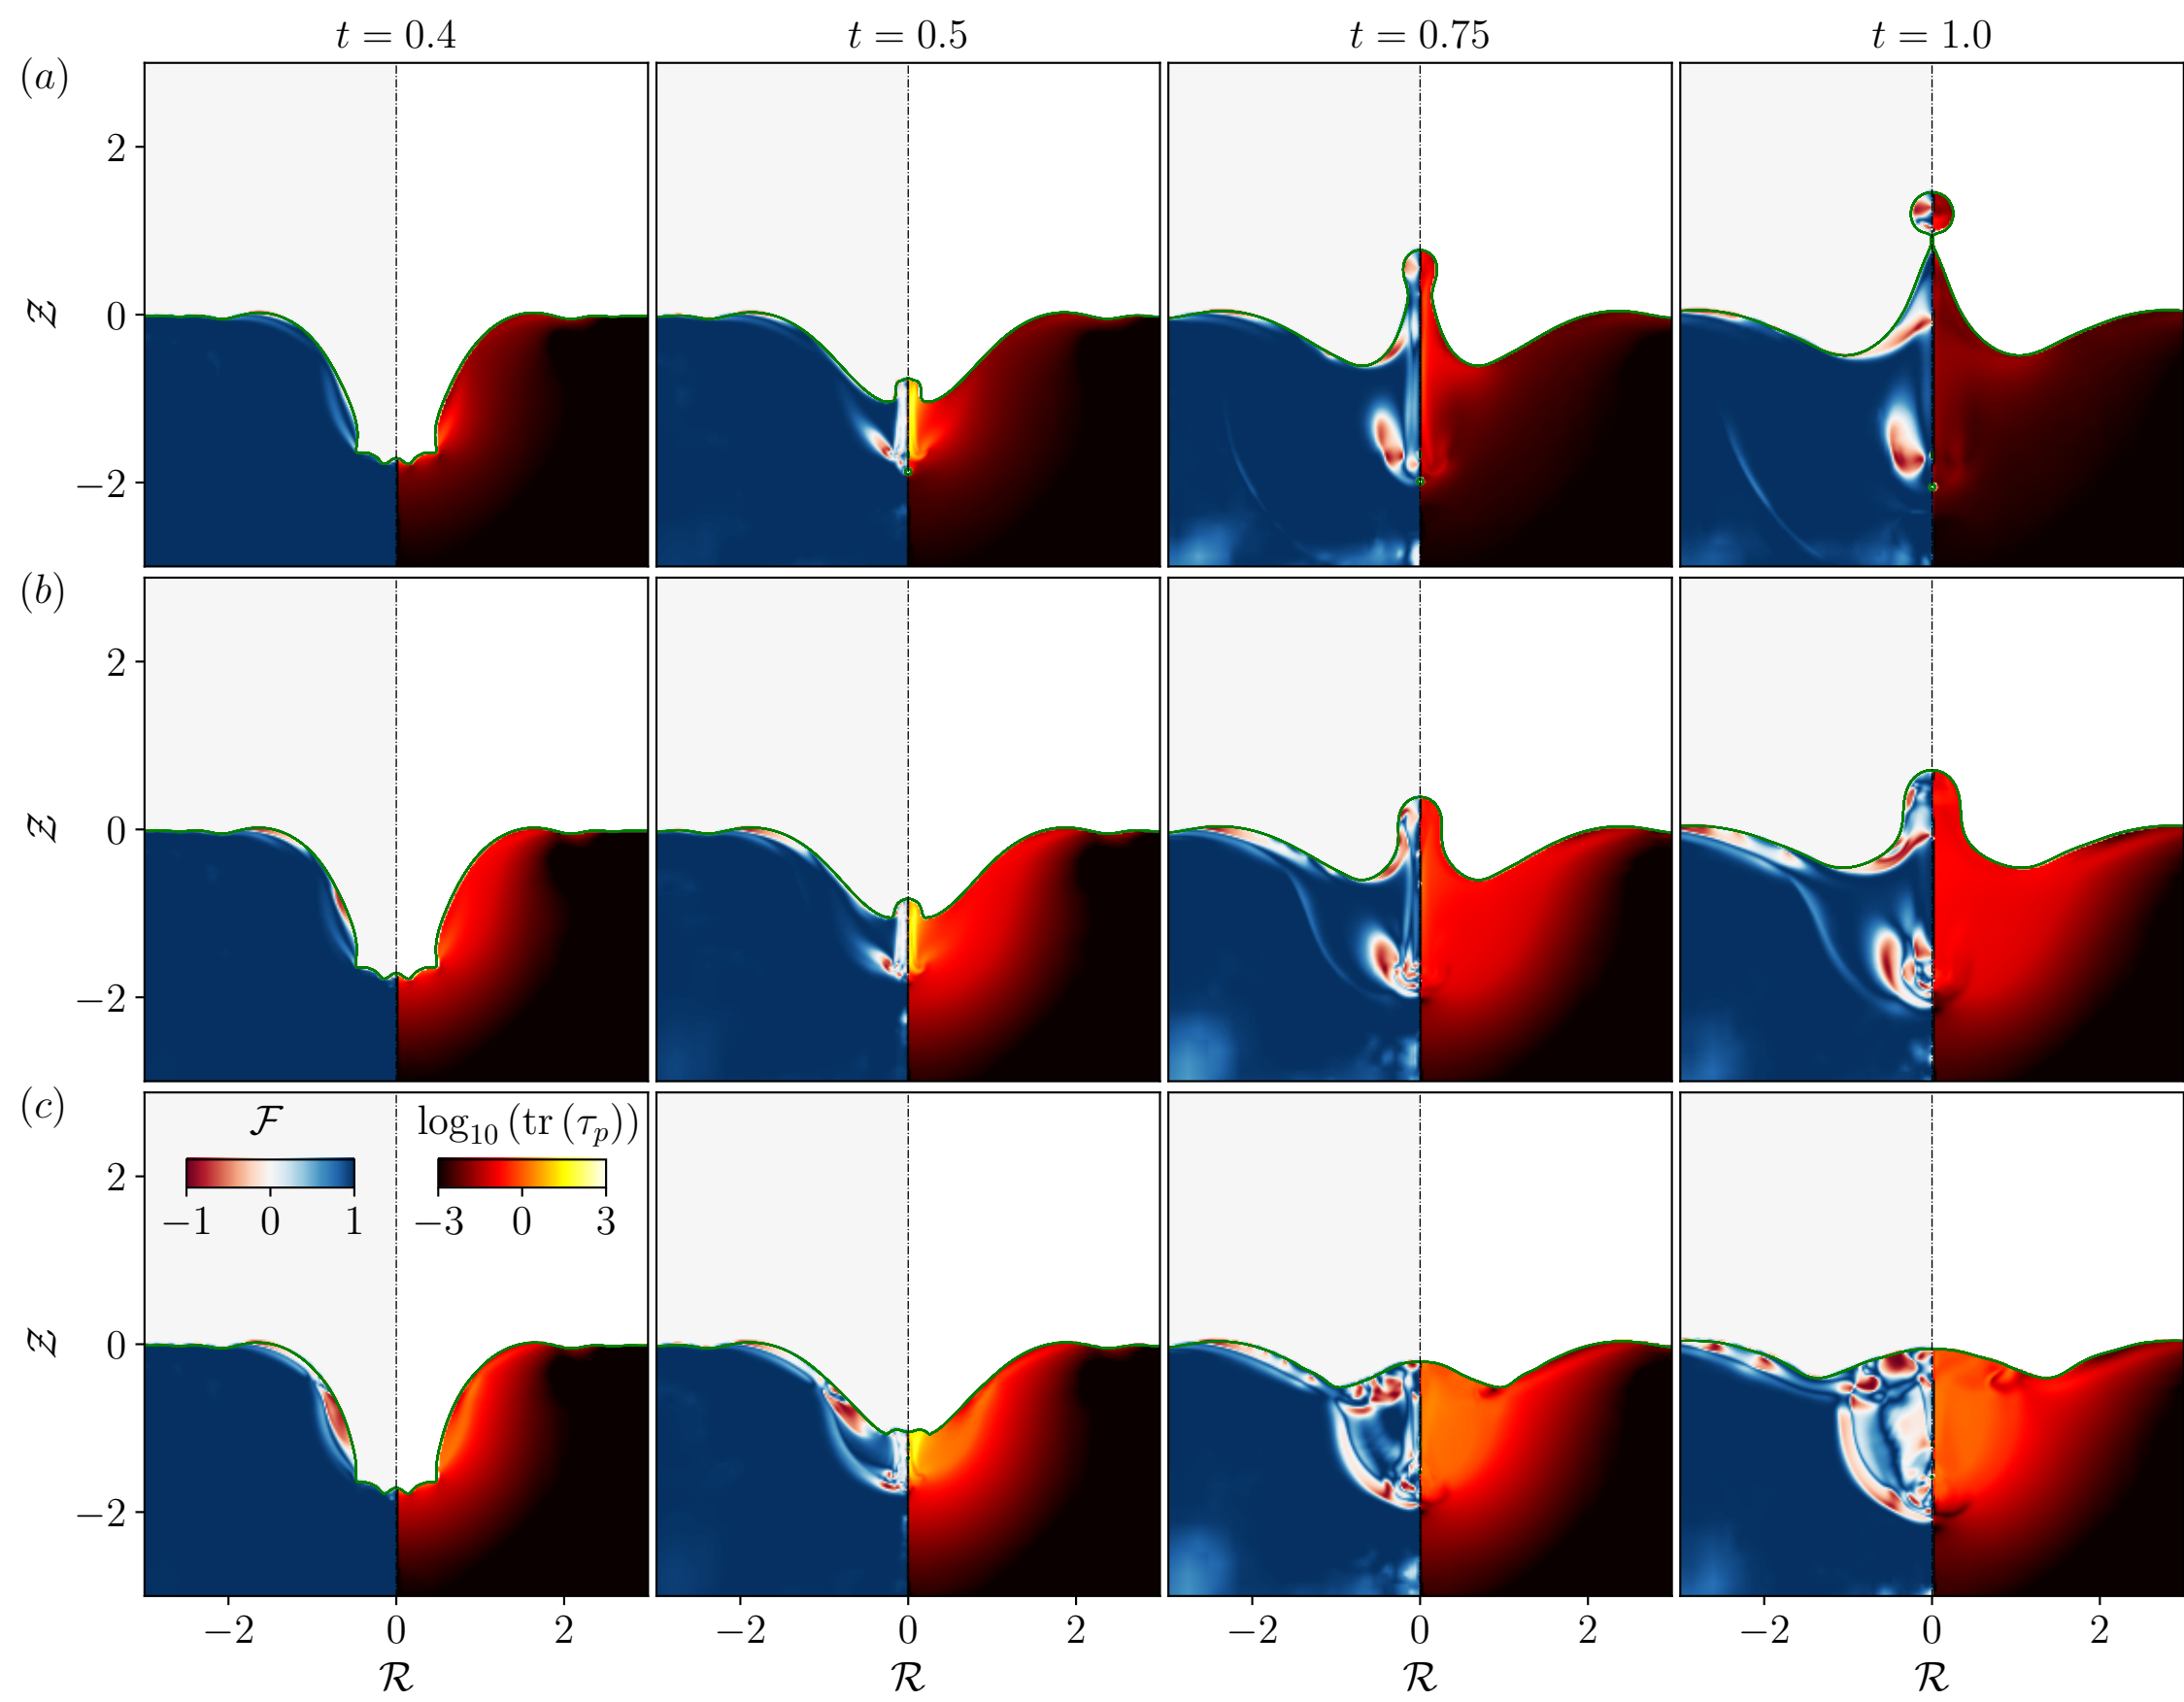 t = 0.4 t = 0.5 t = 0.75 t = 1.0
(a)
2
𝒵 0
−2
(b)
2
𝒵 0
−2
(c)
ℱ log₁₀ (tr (τₚ))
−1 0 1 −3 0 3
2
𝒵 0
−2
−2 0 2 −2 0 2 −2 0 2 −2 0 2
ℛ ℛ ℛ ℛ